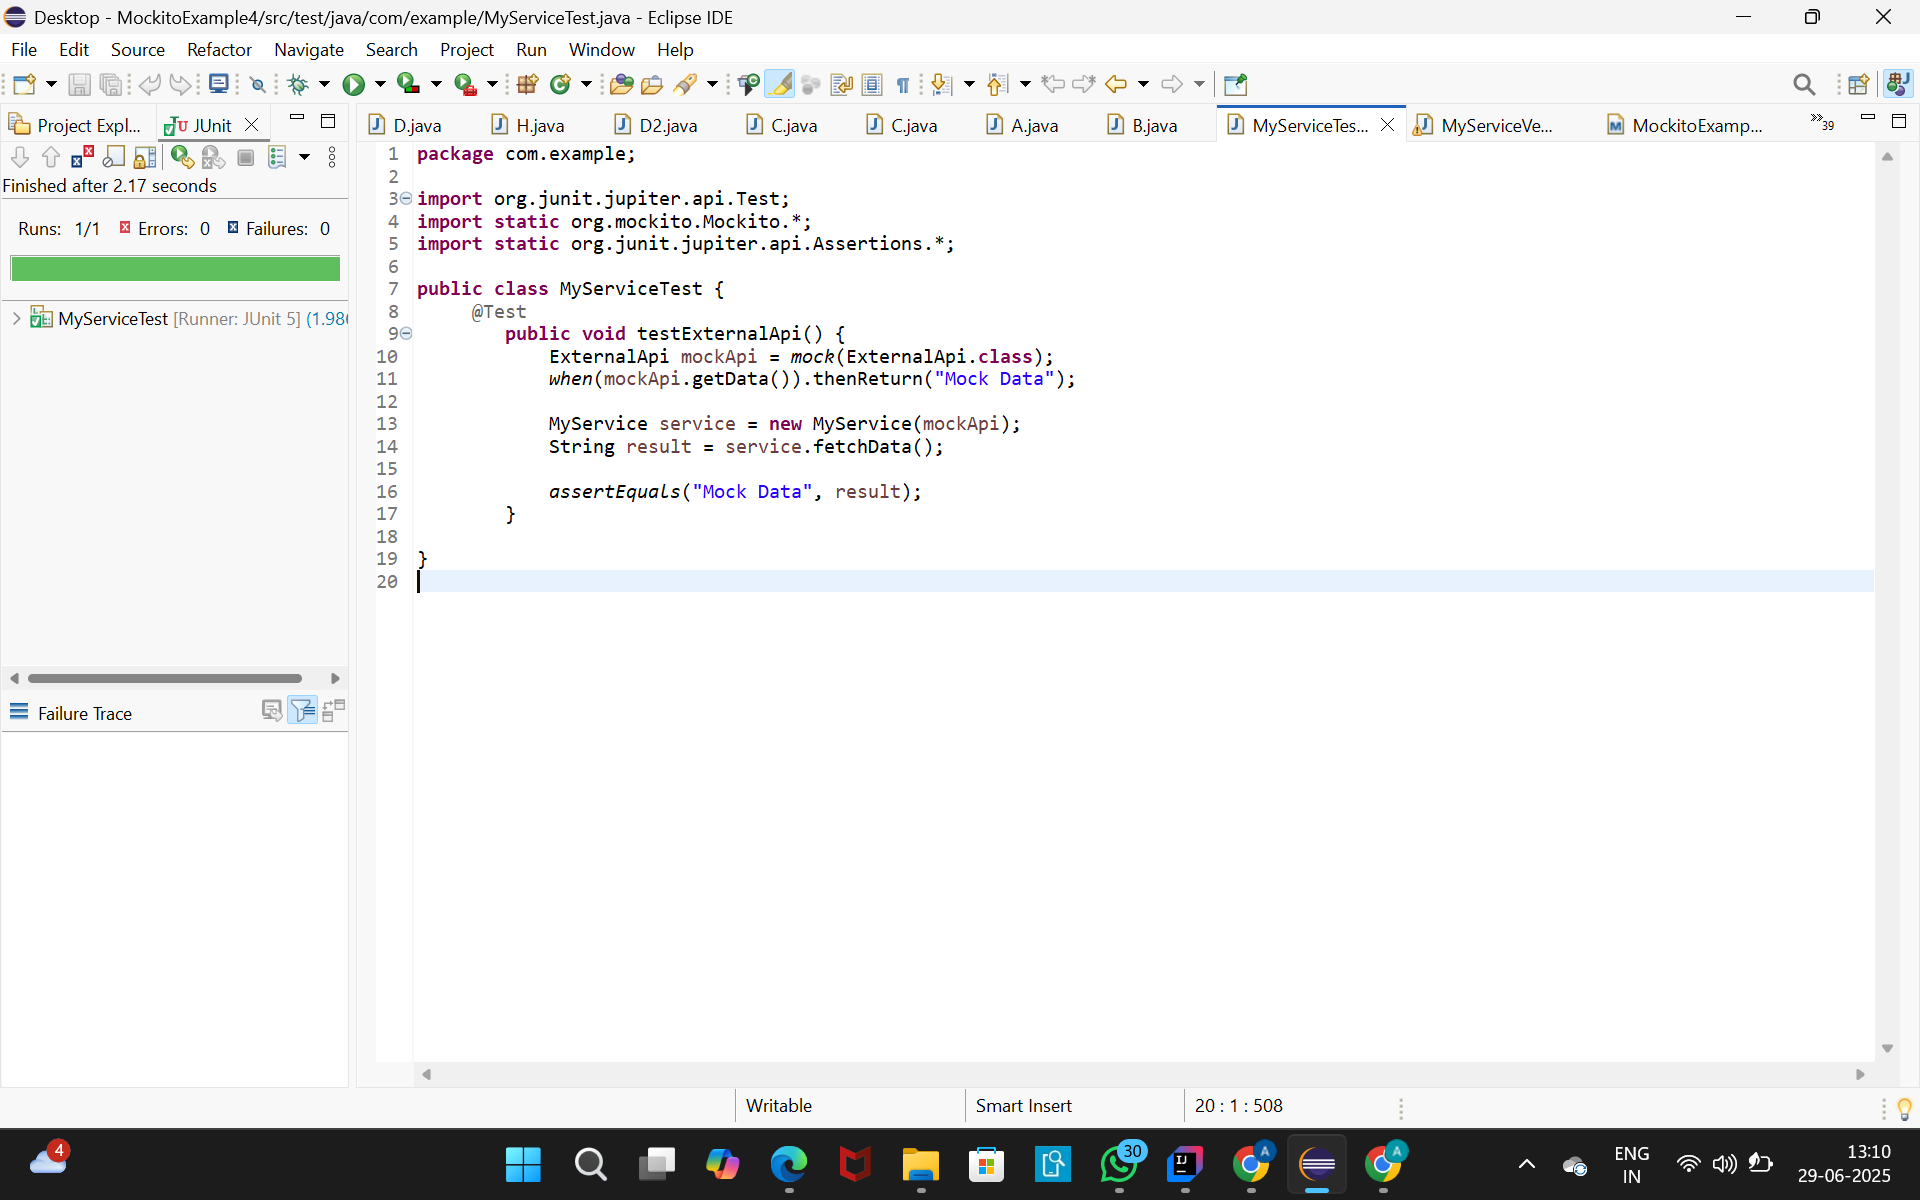 Desktop - MockitoExample4/src/test/java/com/example/MyServiceTest.java - Eclipse IDE
File Edit Source Refactor Navigate Search Project Run Window Help
Project Expl... JUnit D.java H.java D2.java C.java C.java A.java B.java MyServiceTes... MyServiceVe... MockitoExamp... »39
Finished after 2.17 seconds
Runs: 1/1 Errors: 0 Failures: 0
MyServiceTest [Runner: JUnit 5] (1.98
Failure Trace
1 package com.example;
2
3 import org.junit.jupiter.api.Test;
4 import static org.mockito.Mockito.*;
5 import static org.junit.jupiter.api.Assertions.*;
6
7 public class MyServiceTest {
8 @Test
9 public void testExternalApi() {
10 ExternalApi mockApi = mock(ExternalApi.class);
11 when(mockApi.getData()).thenReturn("Mock Data");
12
13 MyService service = new MyService(mockApi);
14 String result = service.fetchData();
15
16 assertEquals("Mock Data", result);
17 }
18
19 }
20
Writable Smart Insert 20 : 1 : 508
4 30 A A ENG 13:10
IN 29-06-2025